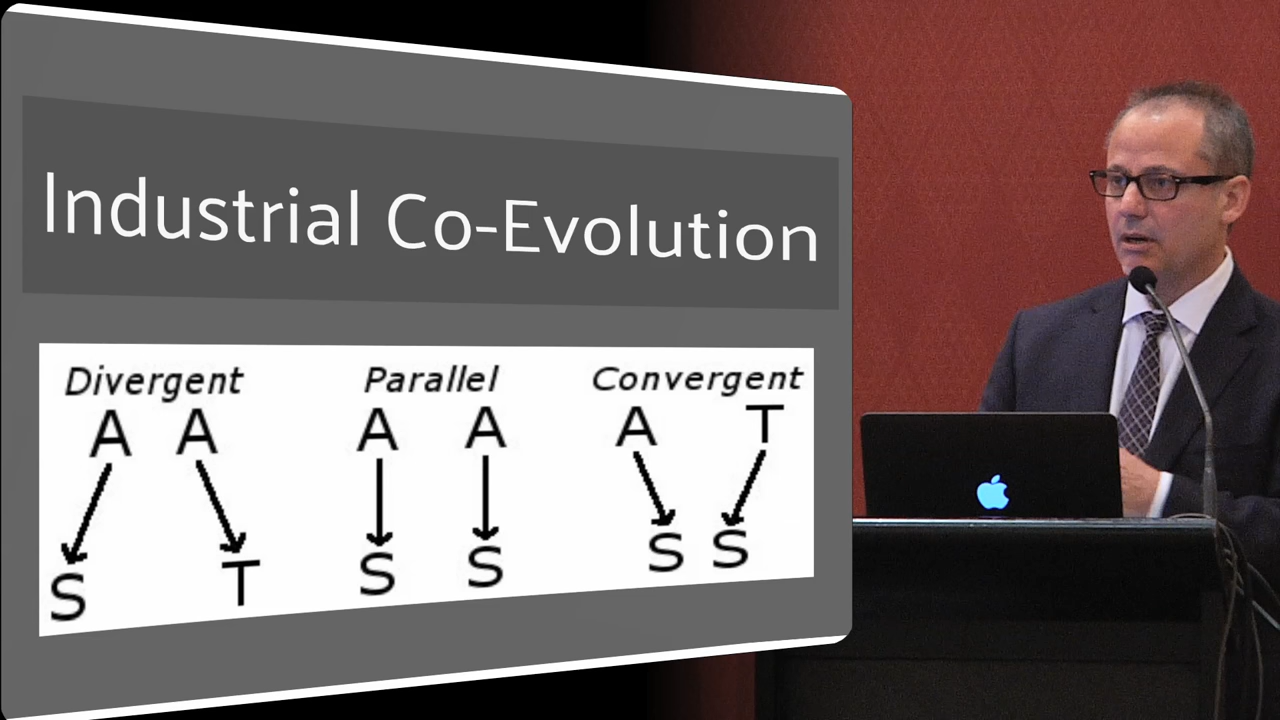 Industrial Co-Evolution
Divergent Parallel Convergent
A A A A A T
S T S S S S